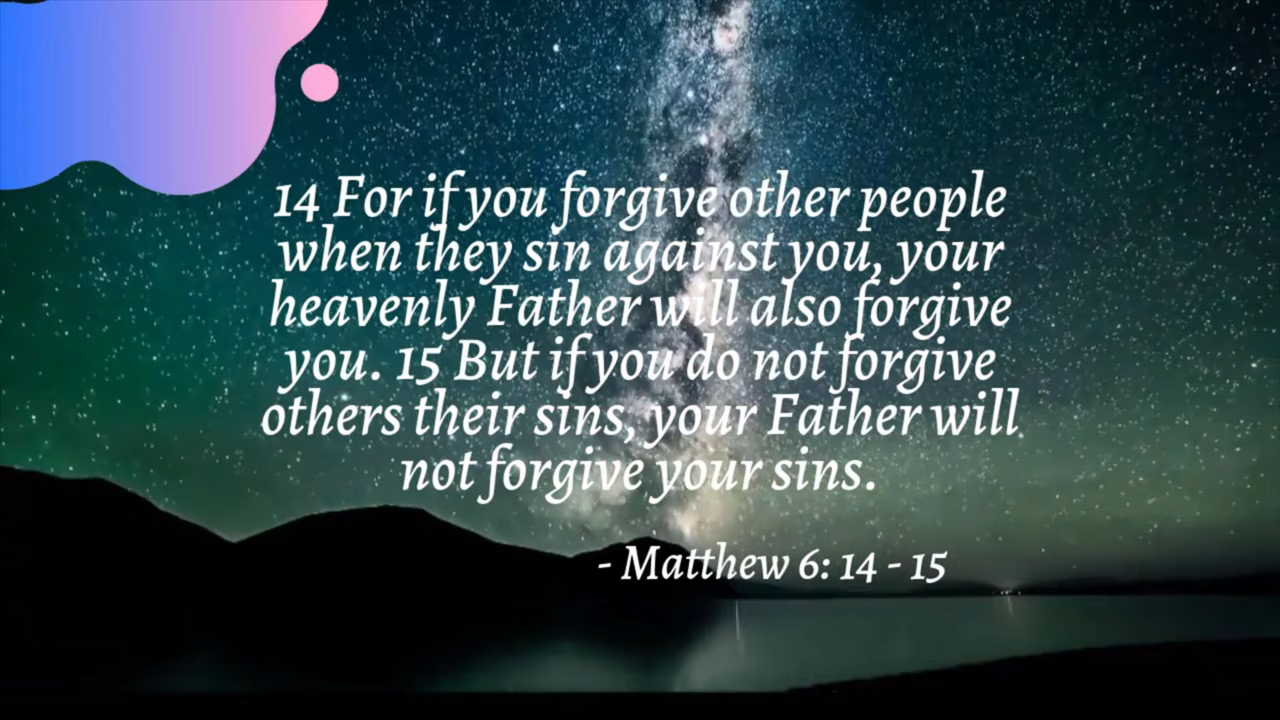 14 For if you forgive other people
when they sin against you, your
heavenly Father will also forgive
you. 15 But if you do not forgive
others their sins, your Father will
not forgive your sins.
- Matthew 6: 14 - 15